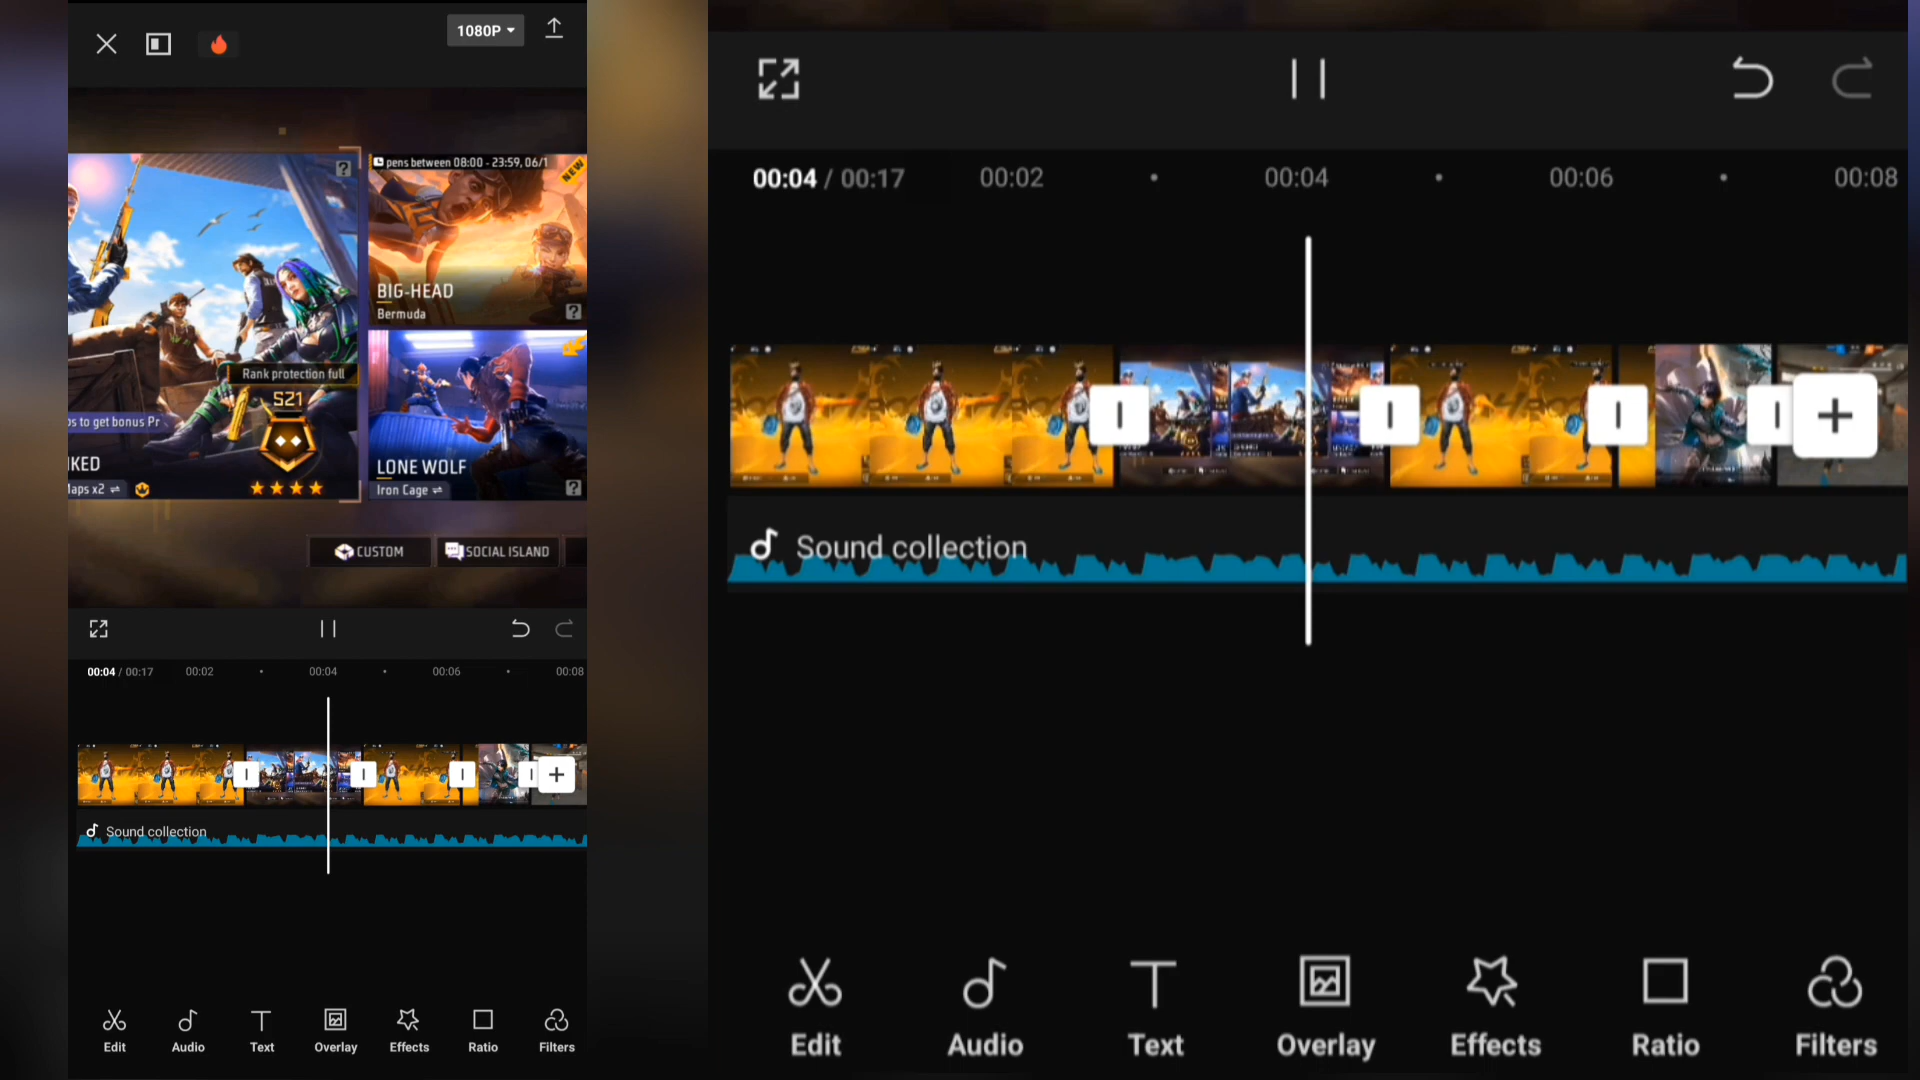 1080P
pens between 08:00 - 23:59, 06/1
NEW
BIG-HEAD
Bermuda
Rank protection full
521
ps to get bonus Pr
KED
Maps x2
LONE WOLF
Iron Cage
CUSTOM
SOCIAL ISLAND
00:04 / 00:17 00:02 00:04 00:06 00:08
Sound collection
Edit Audio Text Overlay Effects Ratio Filters
00:04 / 00:17 00:02 00:04 00:06 00:08
Sound collection
Edit Audio Text Overlay Effects Ratio Filters